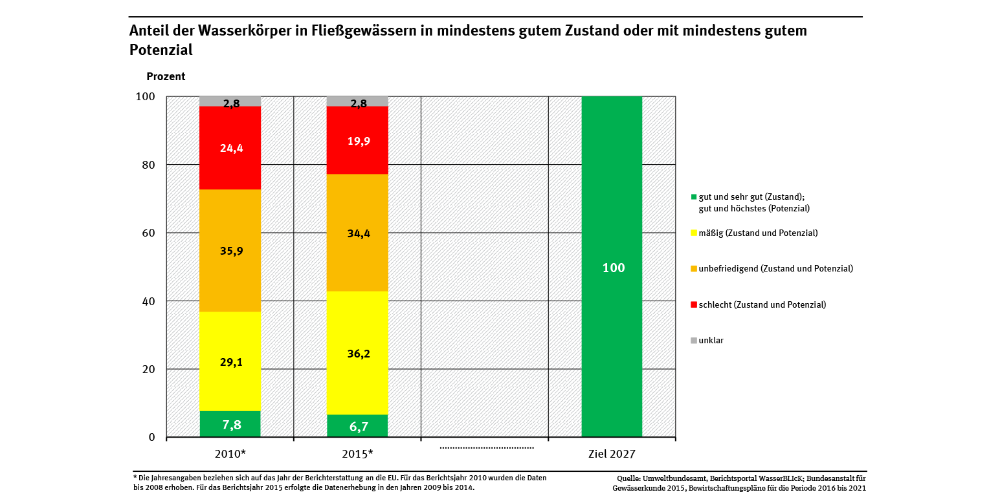 Anteil der Wasserkörper in Fließgewässern in mindestens gutem Zustand oder mit mindestens gutem
Potenzial
Prozent
100
80
60
40
20
0
2,8
24,4
35,9
29,1
7,8
2,8
19,9
34,4
36,2
6,7
100
2010*
2015*
Ziel 2027
gut und sehr gut (Zustand);
gut und höchstes (Potenzial)
mäßig (Zustand und Potenzial)
unbefriedigend (Zustand und Potenzial)
schlecht (Zustand und Potenzial)
unklar
* Die Jahresangaben beziehen sich auf das Jahr der Berichterstattung an die EU. Für das Berichtsjahr 2010 wurden die Daten
bis 2008 erhoben. Für das Berichtsjahr 2015 erfolgte die Datenerhebung in den Jahren 2009 bis 2014.
Quelle: Umweltbundesamt, Berichtsportal WasserBLIcK; Bundesanstalt für
Gewässerkunde 2015, Bewirtschaftungspläne für die Periode 2016 bis 2021